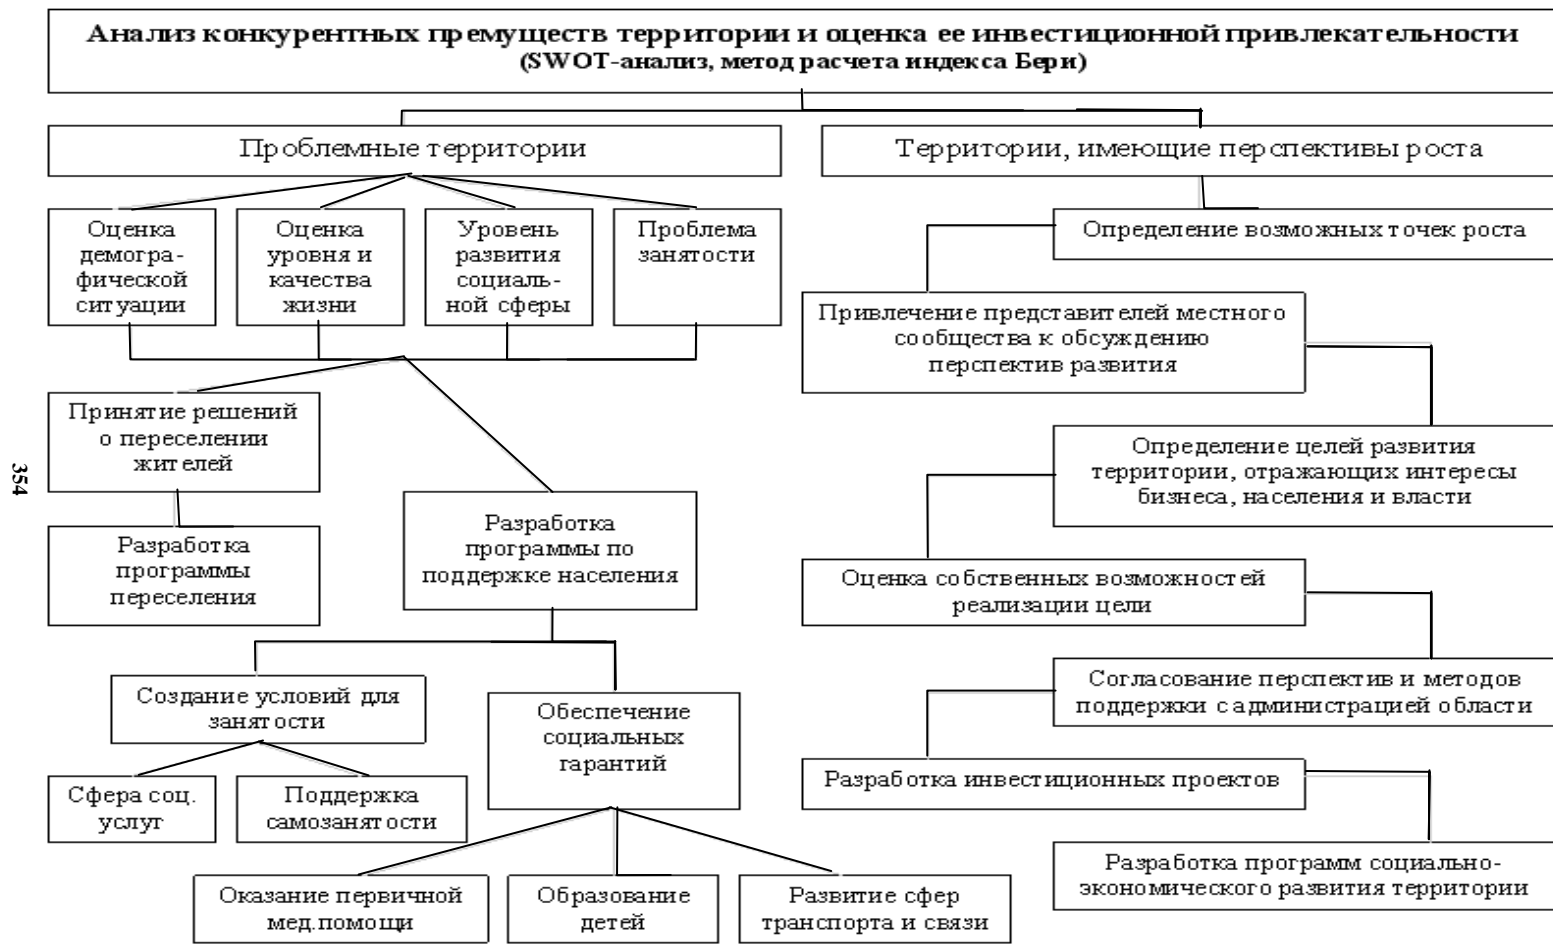 Анализ конкурентных премуществ территории и оценка ее инвестиционной привлекательности
(SWOT-анализ, метод расчета индекса Бери)
Проблемные территории
Территории, имеющие перспективы роста
Оценка
демогра-
фической
ситуации
Оценка
уровня и
качества
жизни
Уровень
развития
социаль-
ной сферы
Проблема
занятости
Определение возможных точек роста
Привлечение представителей местного
сообщества к обсуждению
перспектив развития
Принятие решений
о переселении
жителей
Определение целей развития
территории, отражающих интересы
бизнеса, населения и власти
354
Разработка
программы
переселения
Разработка
программы по
поддержке населения
Оценка собственных возможностей
реализации цели
Создание условий для
занятости
Обеспечение
социальных
гарантий
Согласование перспектив и методов
поддержки с администрацией области
Сфера соц.
услуг
Поддержка
самозанятости
Разработка инвестиционных проектов
Оказание первичной
мед.помощи
Образование
детей
Развитие сфер
транспорта и связи
Разработка программ социально-
экономического развития территории